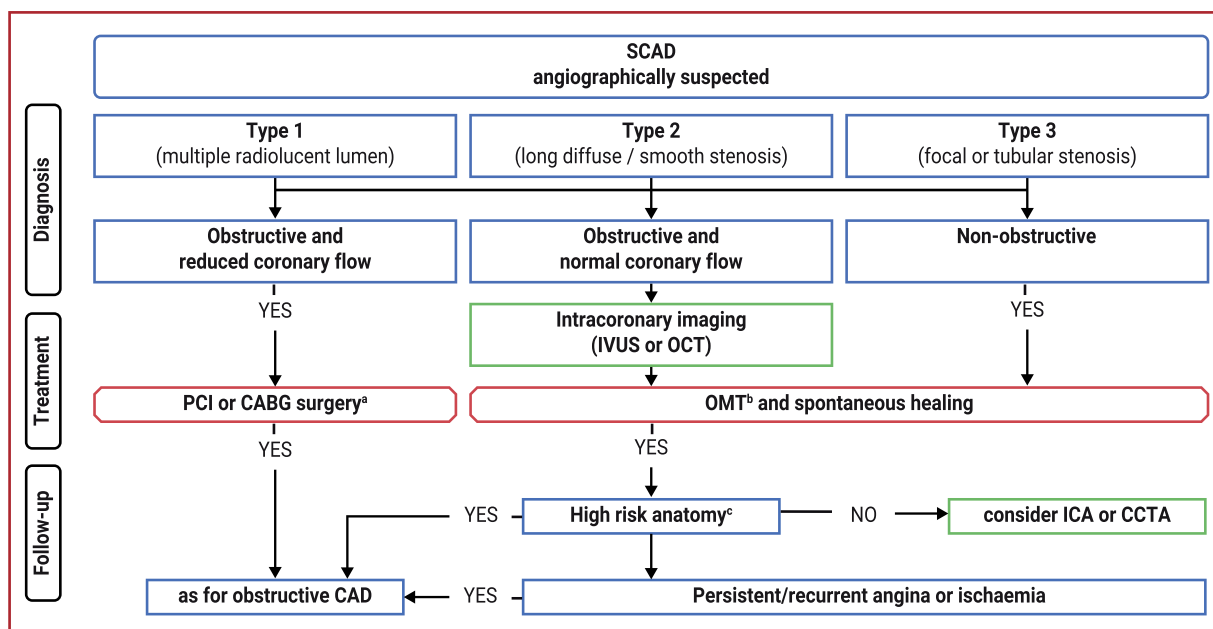 SCAD
angiographically suspected
Diagnosis
Type 1
(multiple radiolucent lumen)
Type 2
(long diffuse / smooth stenosis)
Type 3
(focal or tubular stenosis)
Obstructive and
reduced coronary flow
Obstructive and
normal coronary flow
Non-obstructive
YES
YES
Treatment
Intracoronary imaging
(IVUS or OCT)
PCI or CABG surgeryᵃ
OMTᵇ and spontaneous healing
YES
YES
Follow-up
YES
High risk anatomyᶜ
NO
consider ICA or CCTA
as for obstructive CAD
YES
Persistent/recurrent angina or ischaemia